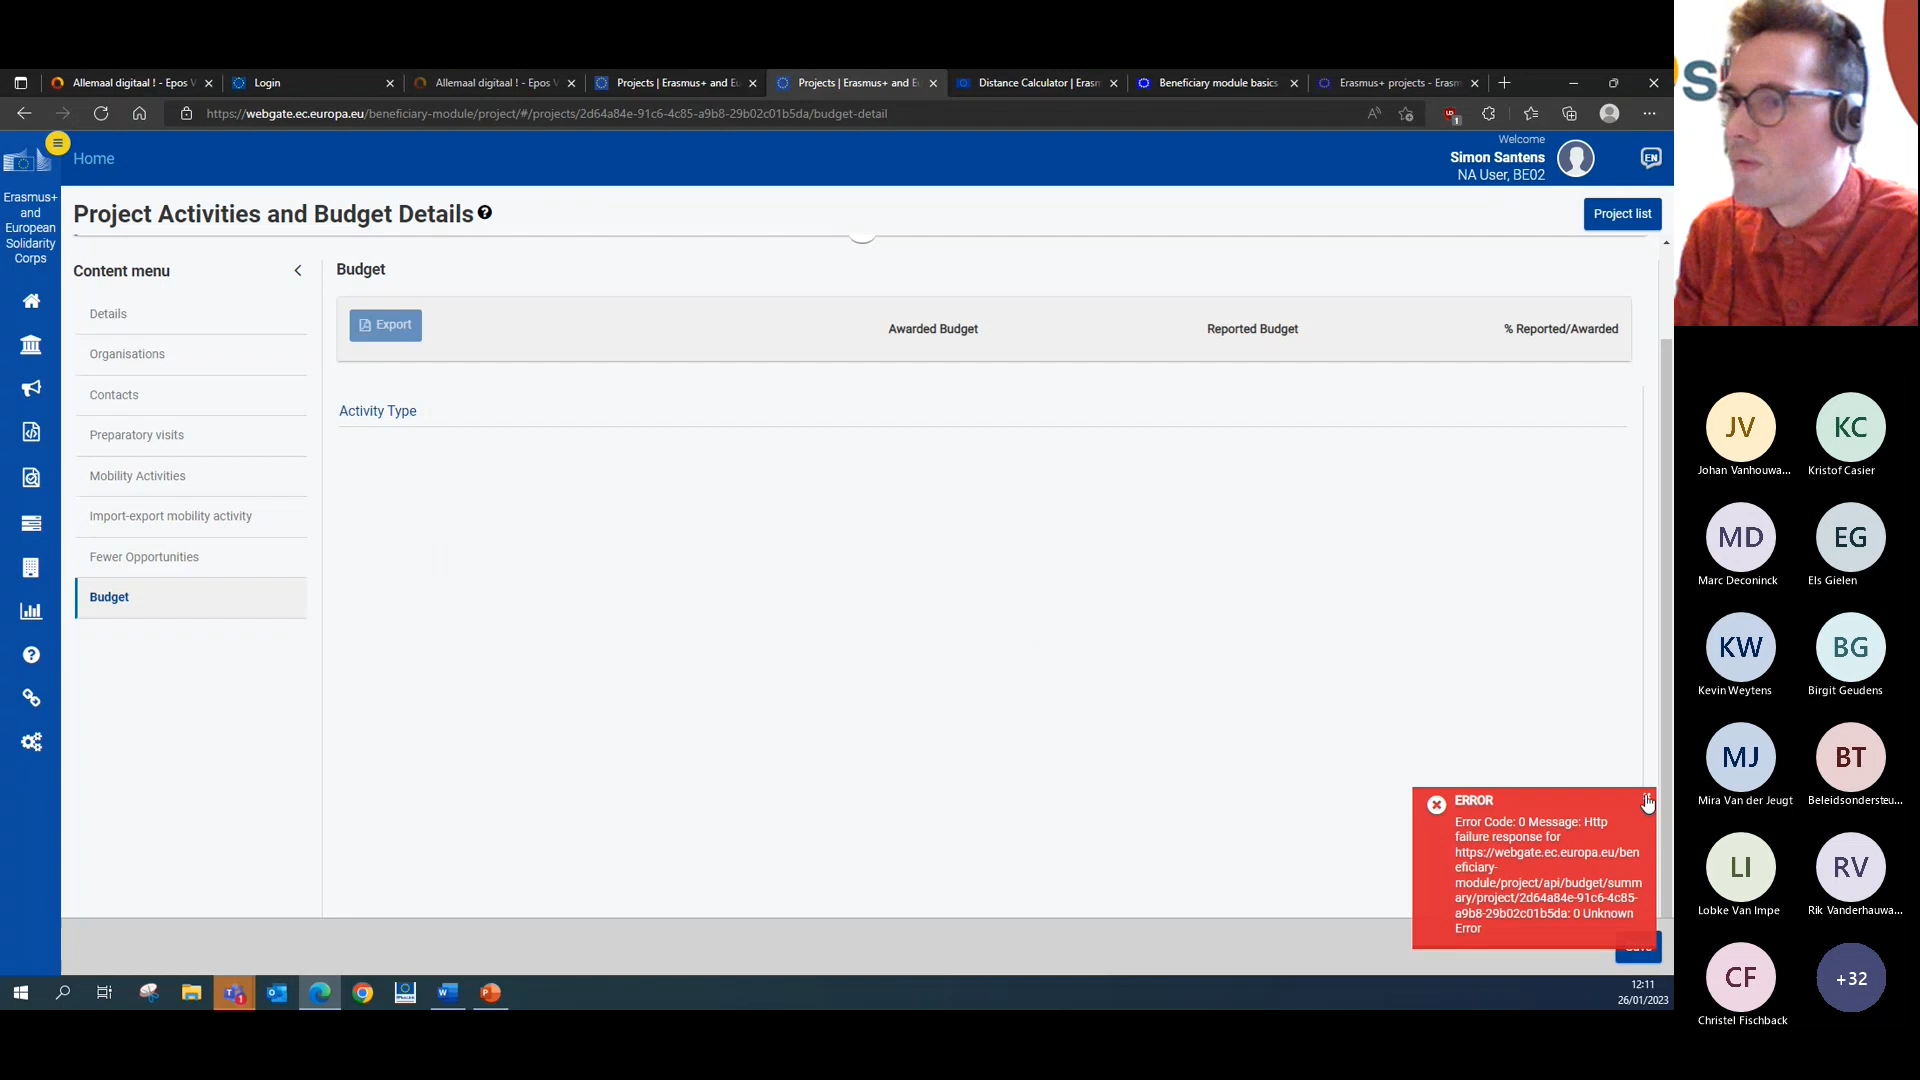 Allemaal digitaal ! - Epos V
Login
Allemaal digitaal ! - Epos V
Projects | Erasmus+ and Eu
Projects | Erasmus+ and Eu
Distance Calculator | Erasm
Beneficiary module basics
Erasmus+ projects - Erasm
https://webgate.ec.europa.eu/beneficiary-module/project/#/projects/2d64a84e-91c6-4c85-a9b8-29b02c01b5da/budget-detail
Home
Welcome
Simon Santens
NA User, BE02
EN
Erasmus+
and
European
Solidarity
Corps
Project Activities and Budget Details
Project list
Content menu
Details
Organisations
Contacts
Preparatory visits
Mobility Activities
Import-export mobility activity
Fewer Opportunities
Budget
Budget
Export
Awarded Budget
Reported Budget
% Reported/Awarded
Activity Type
ERROR
Error Code: 0 Message: Http
failure response for
https://webgate.ec.europa.eu/ben
eficiary-
module/project/api/budget/summ
ary/project/2d64a84e-91c6-4c85-
a9b8-29b02c01b5da: 0 Unknown
Error
12:11
26/01/2023
JV
Johan Vanhouwa...
KC
Kristof Casier
MD
Marc Deconinck
EG
Els Gielen
KW
Kevin Weytens
BG
Birgit Geudens
MJ
Mira Van der Jeugt
BT
Beleidsondersteu...
LI
Lobke Van Impe
RV
Rik Vanderhauwa...
CF
Christel Fischback
+32